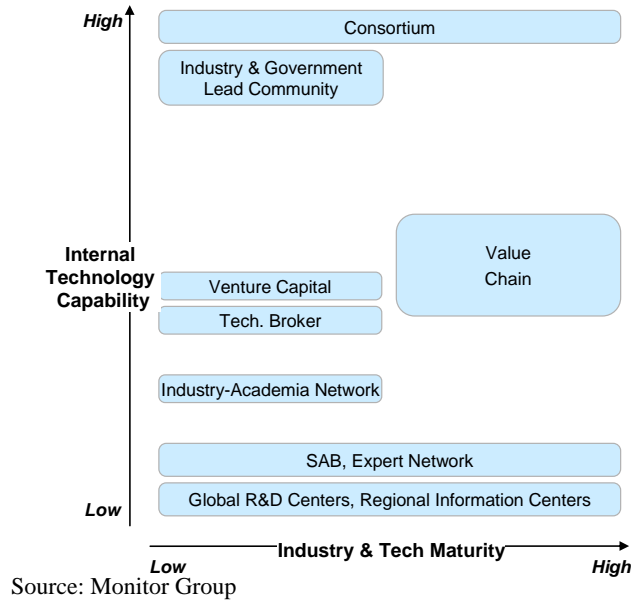 High
Consortium
Industry & Government
Lead Community
Internal
Technology
Capability
Value
Chain
Venture Capital
Tech. Broker
Industry-Academia Network
SAB, Expert Network
Global R&D Centers, Regional Information Centers
Low
Low
Industry & Tech Maturity
High
Source: Monitor Group